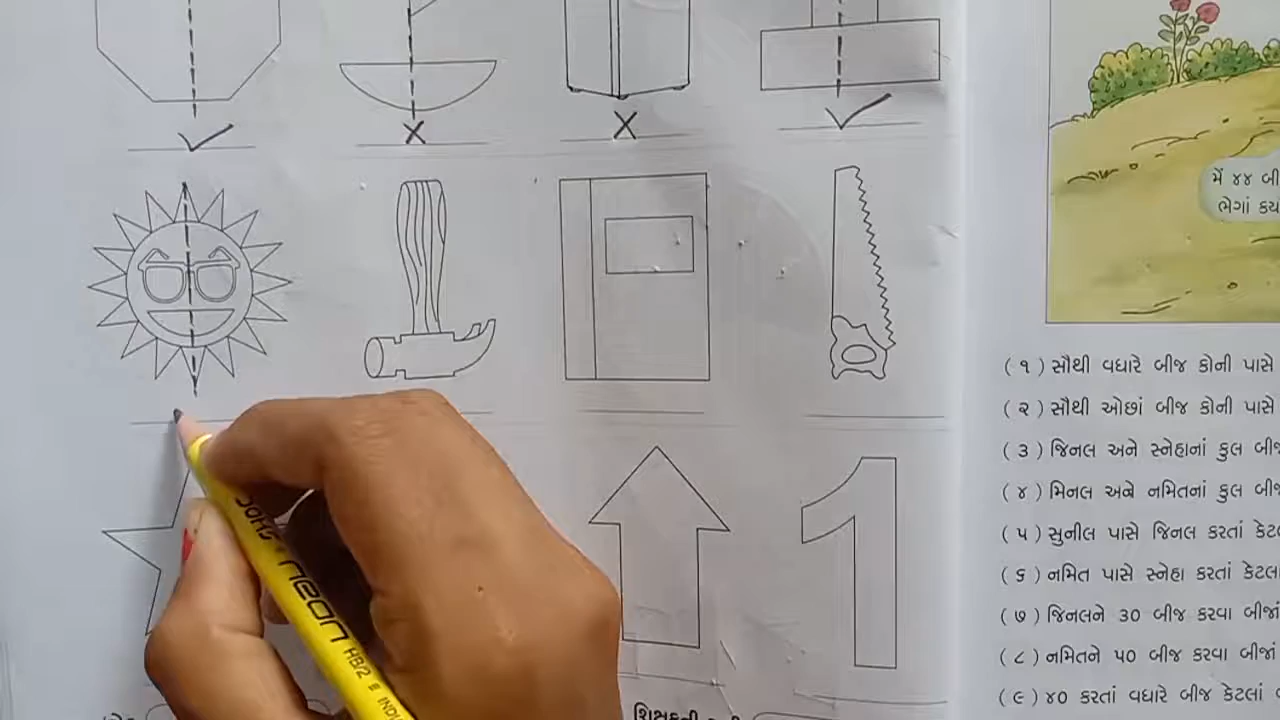 મેં ૪૪ બી
ભેગાં કર્ય
(૧) સૌથી વધારે બીજ કોની પાસે
(૨) સૌથી ઓછાં બીજ કોની પાસે
(૩) જિનલ અને સ્નેહાનાં કુલ બીજ
(૪) મિનલ અને નમિતનાં કુલ બીજ
(૫) સુનીલ પાસે જિનલ કરતાં કેટલ
(૬) નમિત પાસે સ્નેહા કરતાં કેટલા
(૭) જિનલને ૩૦ બીજ કરવા બીજાં
(૮) નમિતને ૫૦ બીજ કરવા બીજાં
(૯) ૪૦ કરતાં વધારે બીજ કેટલાં
neon HB2 INDI
1